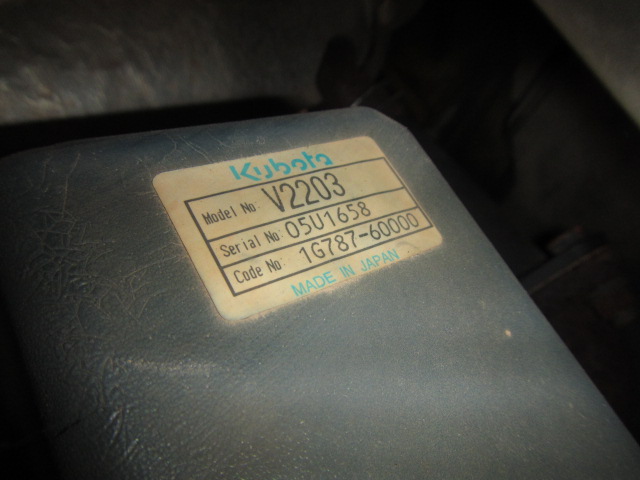 Kubota
Model No. V2203
Serial No. 05U1658
Code No. 1G787-60000
MADE IN JAPAN